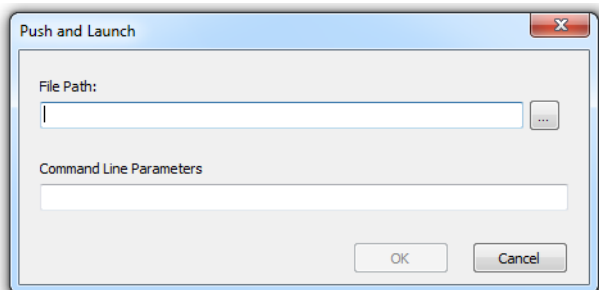 Push and Launch
File Path:
...
Command Line Parameters
OK
Cancel